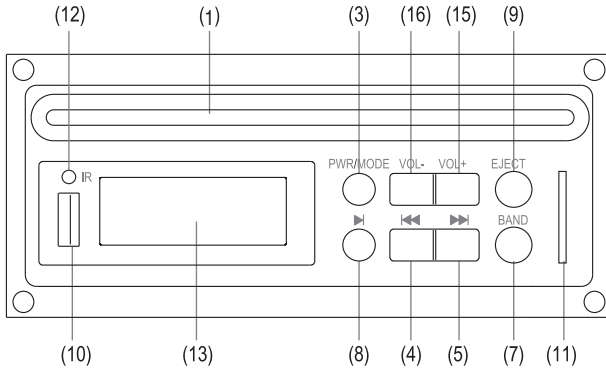 (12) (1) (3) (16) (15) (9)
PWR/MODE VOL- VOL+ EJECT
IR
BAND
(10) (13) (8) (4) (5) (7) (11)